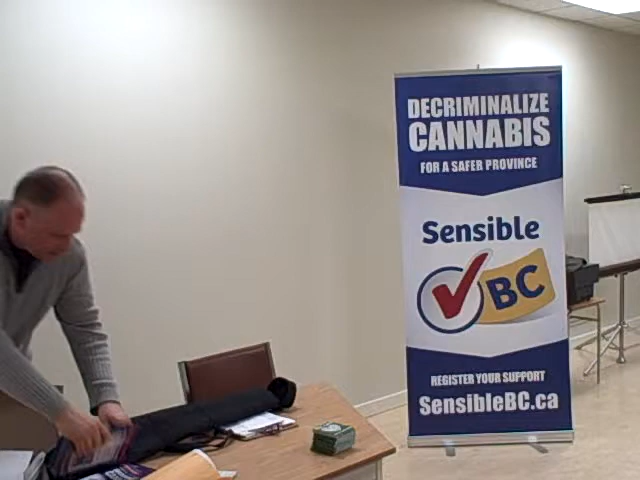 DECRIMINALIZE
CANNABIS
FOR A SAFER PROVINCE
Sensible
BC
REGISTER YOUR SUPPORT
SensibleBC.ca